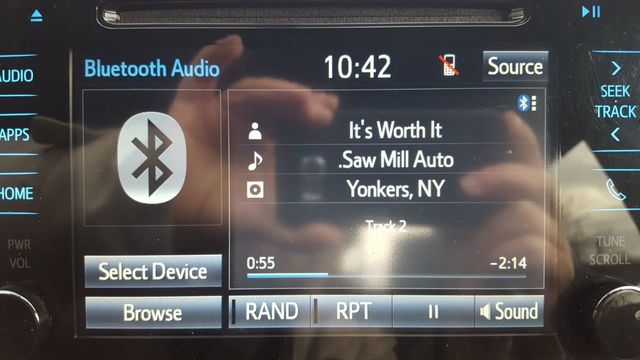 Bluetooth Audio
10:42
Source
AUDIO
APPS
HOME
PWR
VOL
It's Worth It
.Saw Mill Auto
Yonkers, NY
Track 2
0:55
-2:14
Select Device
Browse
RAND
RPT
Sound
SEEK
TRACK
TUNE
SCROLL